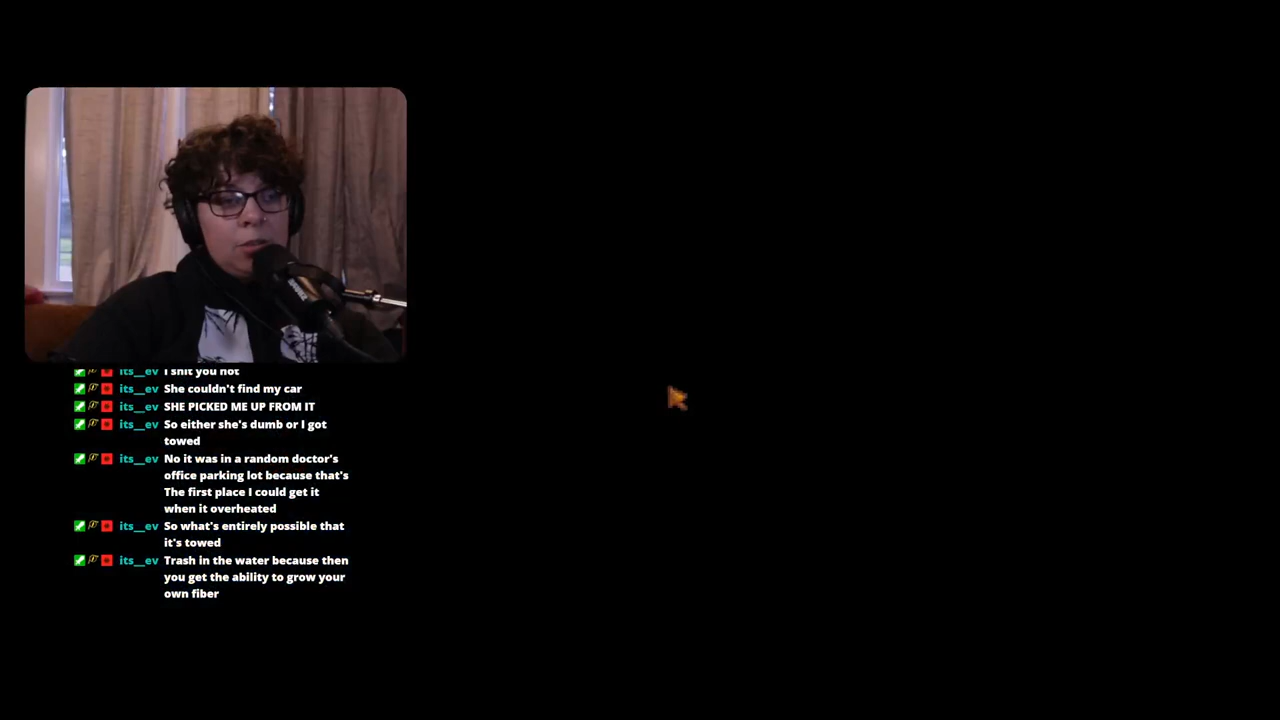 its__ev I shit you not
its__ev She couldn't find my car
its__ev SHE PICKED ME UP FROM IT
its__ev So either she's dumb or I got
towed
its__ev No it was in a random doctor's
office parking lot because that's
The first place I could get it
when it overheated
its__ev So what's entirely possible that
it's towed
its__ev Trash in the water because then
you get the ability to grow your
own fiber